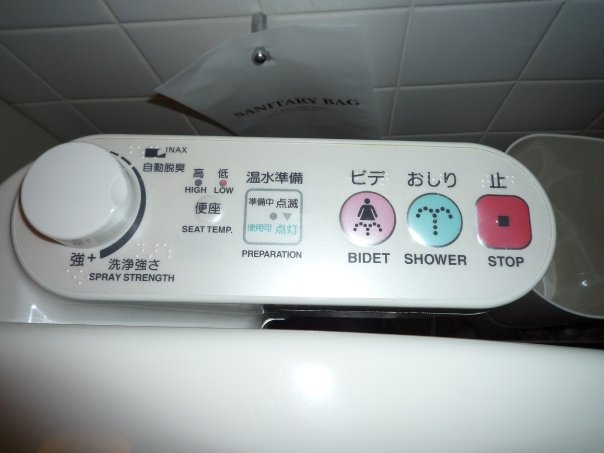 SANITARY BAG
INAX
自動脱臭
高 低
HIGH LOW
便座
SEAT TEMP.
強+
洗浄強さ
SPRAY STRENGTH
温水準備
準備中 点滅
使用可 点灯
PREPARATION
ビデ
BIDET
おしり
SHOWER
止
STOP